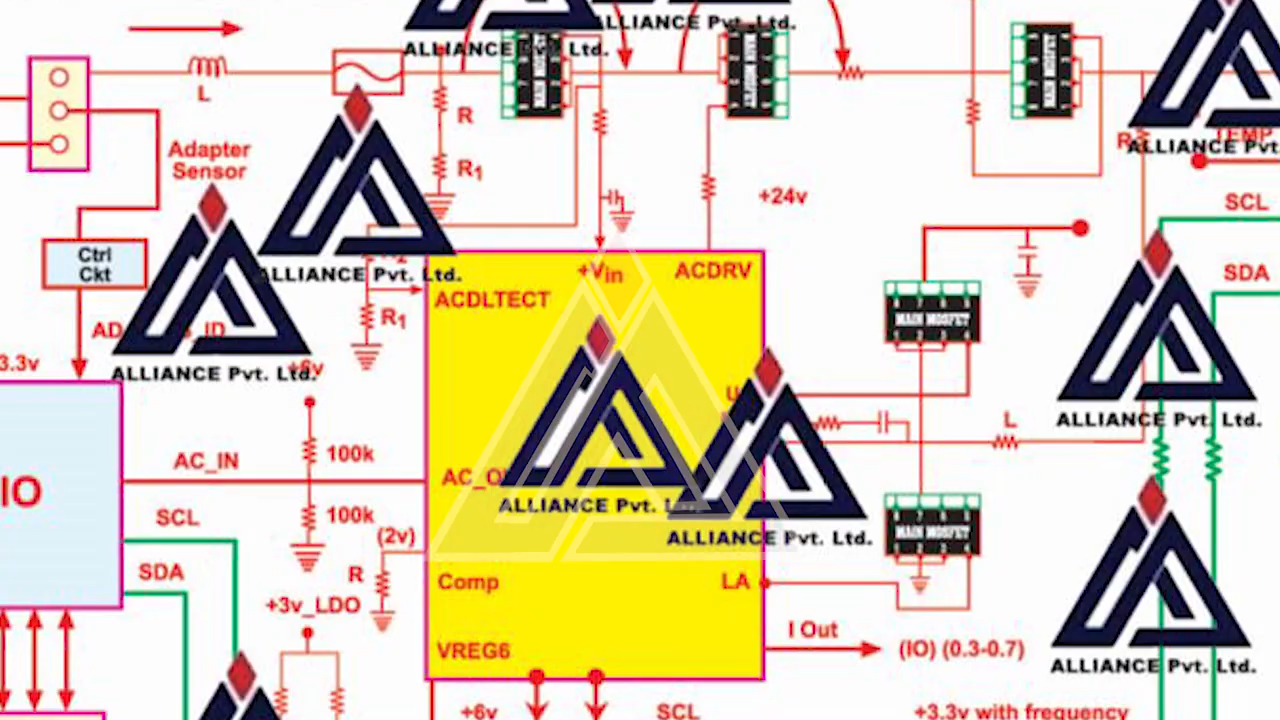 ALLIANCE Pvt. Ltd.
ALLIANCE Pvt. Ltd.
L
R
R1
Adapter
Sensor
+24v
ALLIANCE Pvt.
TEMP
SCL
SDA
Ctrl
Ckt
ALLIANCE Pvt. Ltd.
+Vin
ACDRV
ACDLTECT
R1
MAIN MOSFET
3.3v
ALLIANCE Pvt. Ltd.
+6v
L
ALLIANCE Pvt. Ltd.
IO
AC_IN
100k
SCL
100k
(2v)
ALLIANCE Pvt.
ALLIANCE Pvt. Ltd.
MAIN MOSFET
SDA
R
+3v_LDO
Comp
LA
I Out
(IO) (0.3-0.7)
VREG6
ALLIANCE Pvt. Ltd.
+6v
SCL
+3.3v with frequency